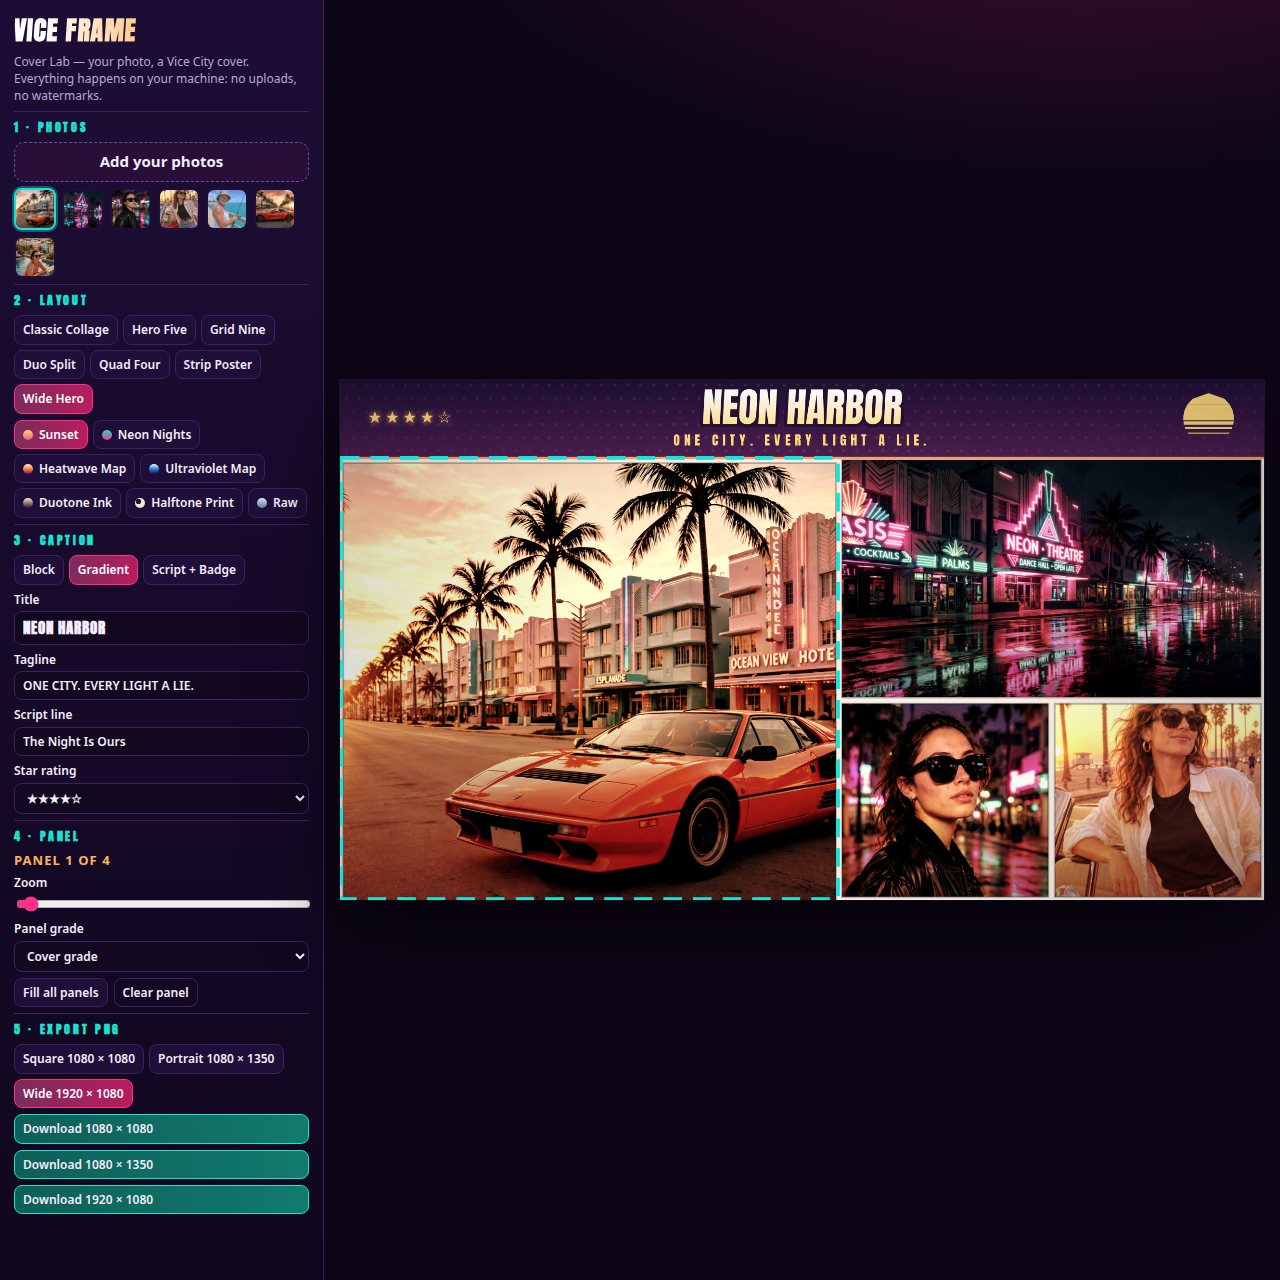 VICE FRAME
Cover Lab — your photo, a Vice City cover.
Everything happens on your machine: no uploads,
no watermarks.
1 · PHOTOS
Add your photos
2 · LAYOUT
Classic Collage
Hero Five
Grid Nine
Duo Split
Quad Four
Strip Poster
Wide Hero
Sunset
Neon Nights
Heatwave Map
Ultraviolet Map
Duotone Ink
Halftone Print
Raw
3 · CAPTION
Block
Gradient
Script + Badge
Title
NEON HARBOR
Tagline
ONE CITY. EVERY LIGHT A LIE.
Script line
The Night Is Ours
Star rating
★★★★☆
4 · PANEL
PANEL 1 OF 4
Zoom
Panel grade
Cover grade
Fill all panels
Clear panel
5 · EXPORT PNG
Square 1080 × 1080
Portrait 1080 × 1350
Wide 1920 × 1080
Download 1080 × 1080
Download 1080 × 1350
Download 1920 × 1080
★★★★☆
NEON HARBOR
ONE CITY. EVERY LIGHT A LIE.
OCEAN VIEW HOTE
ESPLANADE
ASIS
COCKTAILS
PALMS
NEON · THEATRE
DANCE HALL · OPEN LATE